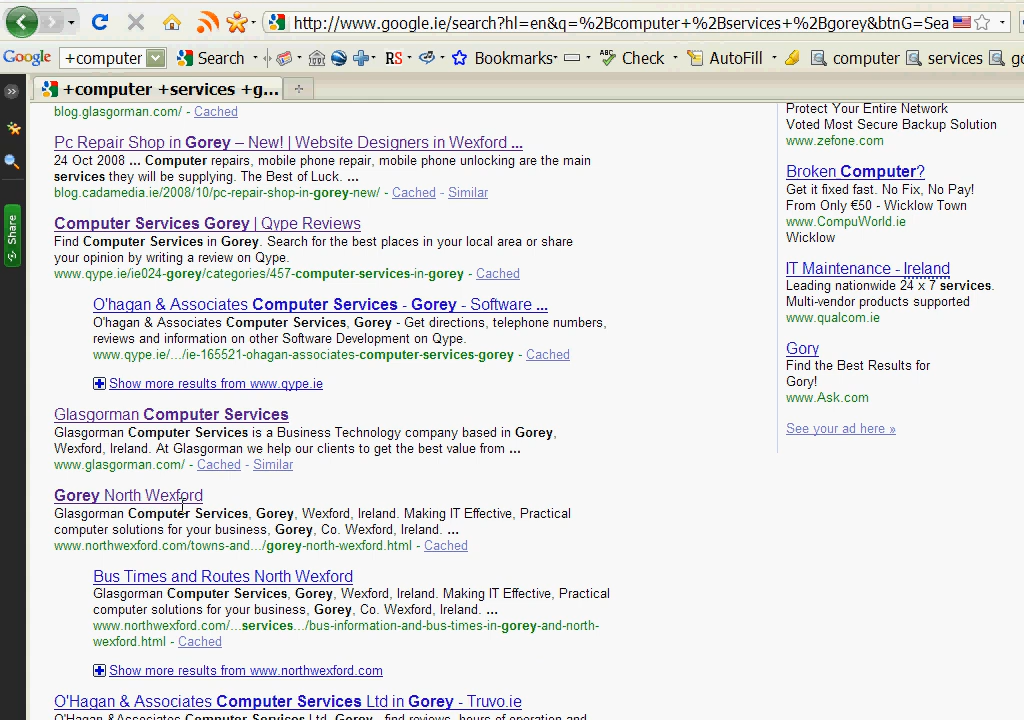 http://www.google.ie/search?hl=en&q=%2Bcomputer+%2Bservices+%2Bgorey&btnG=Sea
Google +computer Search RS Bookmarks ABC Check AutoFill computer services go
+computer +services +g...
Share
blog.glasgorman.com/ - Cached
Pc Repair Shop in Gorey – New! | Website Designers in Wexford ...
24 Oct 2008 ... Computer repairs, mobile phone repair, mobile phone unlocking are the main
services they will be supplying. The Best of Luck. ...
blog.cadamedia.ie/2008/10/pc-repair-shop-in-gorey-new/ - Cached - Similar
Computer Services Gorey | Qype Reviews
Find Computer Services in Gorey. Search for the best places in your local area or share
your opinion by writing a review on Qype.
www.qype.ie/ie024-gorey/categories/457-computer-services-in-gorey - Cached
O'hagan & Associates Computer Services - Gorey - Software ...
O'hagan & Associates Computer Services, Gorey - Get directions, telephone numbers,
reviews and information on other Software Development on Qype.
www.qype.ie/.../ie-165521-ohagan-associates-computer-services-gorey - Cached
Show more results from www.qype.ie
Glasgorman Computer Services
Glasgorman Computer Services is a Business Technology company based in Gorey,
Wexford, Ireland. At Glasgorman we help our clients to get the best value from ...
www.glasgorman.com/ - Cached - Similar
Gorey North Wexford
Glasgorman Computer Services, Gorey, Wexford, Ireland. Making IT Effective, Practical
computer solutions for your business, Gorey, Co. Wexford, Ireland. ...
www.northwexford.com/towns-and.../gorey-north-wexford.html - Cached
Bus Times and Routes North Wexford
Glasgorman Computer Services, Gorey, Wexford, Ireland. Making IT Effective, Practical
computer solutions for your business, Gorey, Co. Wexford, Ireland. ...
www.northwexford.com/...services.../bus-information-and-bus-times-in-gorey-and-north-
wexford.html - Cached
Show more results from www.northwexford.com
O'Hagan & Associates Computer Services Ltd in Gorey - Truvo.ie
O'Hagan &Associates Computer Services Ltd, Gorey - find reviews, hours of operation and
Protect Your Entire Network
Voted Most Secure Backup Solution
www.zefone.com
Broken Computer?
Get it fixed fast. No Fix, No Pay!
From Only €50 - Wicklow Town
www.CompuWorld.ie
Wicklow
IT Maintenance - Ireland
Leading nationwide 24 x 7 services.
Multi-vendor products supported
www.qualcom.ie
Gory
Find the Best Results for
Gory!
www.Ask.com
See your ad here »